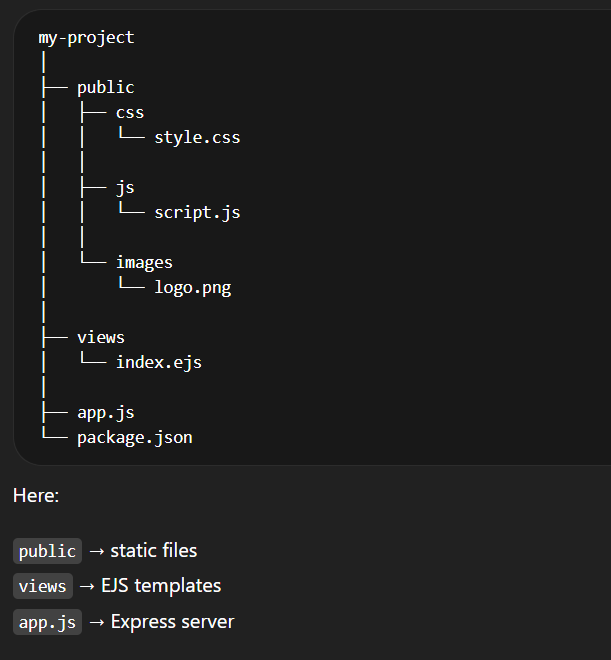 my-project
│
├── public
│   ├── css
│   │   └── style.css
│   │
│   ├── js
│   │   └── script.js
│   │
│   └── images
│       └── logo.png
│
├── views
│   └── index.ejs
│
├── app.js
└── package.json
Here:
public → static files
views → EJS templates
app.js → Express server